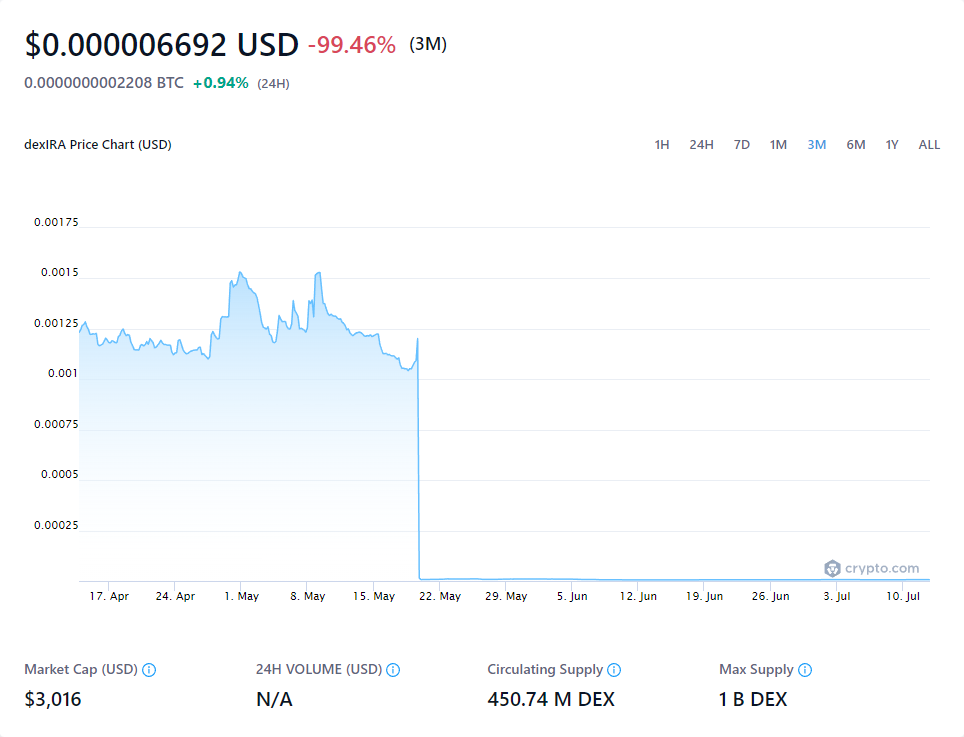 $0.000006692 USD -99.46% (3M)
0.0000000002208 BTC +0.94% (24H)
dexIRA Price Chart (USD) 1H 24H 7D 1M 3M 6M 1Y ALL
0.00175
0.0015
0.00125
0.001
0.00075
0.0005
0.00025
crypto.com
17. Apr 24. Apr 1. May 8. May 15. May 22. May 29. May 5. Jun 12. Jun 19. Jun 26. Jun 3. Jul 10. Jul
Market Cap (USD) 24H VOLUME (USD) Circulating Supply Max Supply
$3,016 N/A 450.74 M DEX 1 B DEX